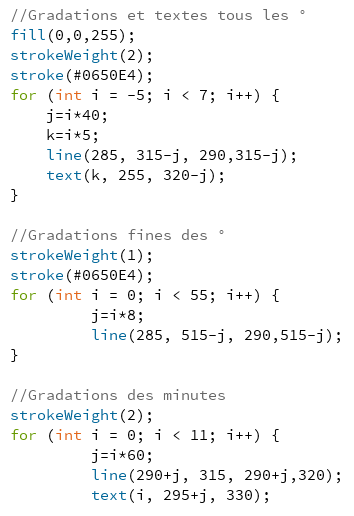 //Gradations et textes tous les °
fill(0,0,255);
strokeWeight(2);
stroke(#0650E4);
for (int i = -5; i < 7; i++) {
    j=i*40;
    k=i*5;
    line(285, 315-j, 290,315-j);
    text(k, 255, 320-j);
}

//Gradations fines des °
strokeWeight(1);
stroke(#0650E4);
for (int i = 0; i < 55; i++) {
         j=i*8;
         line(285, 515-j, 290,515-j);
}

//Gradations des minutes
strokeWeight(2);
for (int i = 0; i < 11; i++) {
         j=i*60;
         line(290+j, 315, 290+j,320);
         text(i, 295+j, 330);